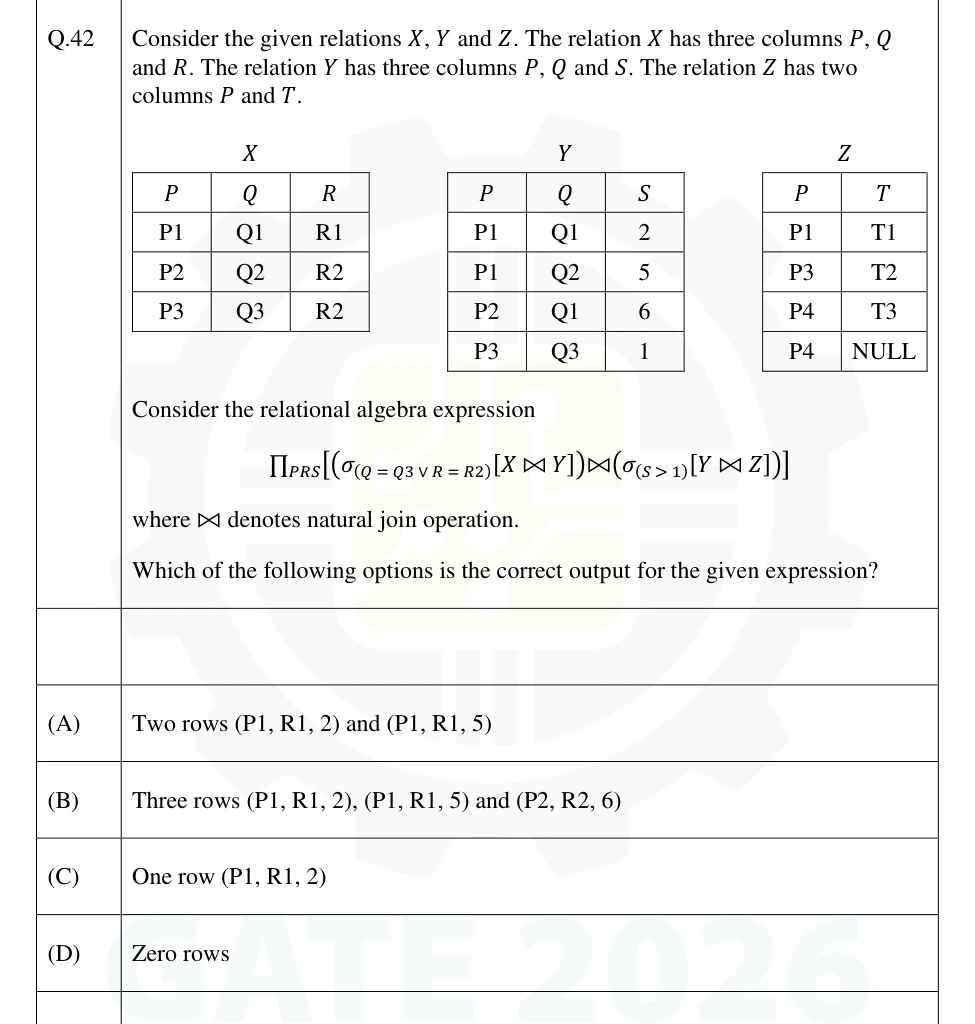 Q.42 Consider the given relations X, Y and Z. The relation X has three columns P, Q
and R. The relation Y has three columns P, Q and S. The relation Z has two
columns P and T.
X Y Z
P Q R P Q S P T
P1 Q1 R1 P1 Q1 2 P1 T1
P2 Q2 R2 P1 Q2 5 P3 T2
P3 Q3 R2 P2 Q1 6 P4 T3
P3 Q3 1 P4 NULL
Consider the relational algebra expression
∏PRS[(σ(Q = Q3 ∨ R = R2)[X ⋈ Y])⋈(σ(S > 1)[Y ⋈ Z])]
where ⋈ denotes natural join operation.
Which of the following options is the correct output for the given expression?
(A) Two rows (P1, R1, 2) and (P1, R1, 5)
(B) Three rows (P1, R1, 2), (P1, R1, 5) and (P2, R2, 6)
(C) One row (P1, R1, 2)
(D) Zero rows
GATE 2026